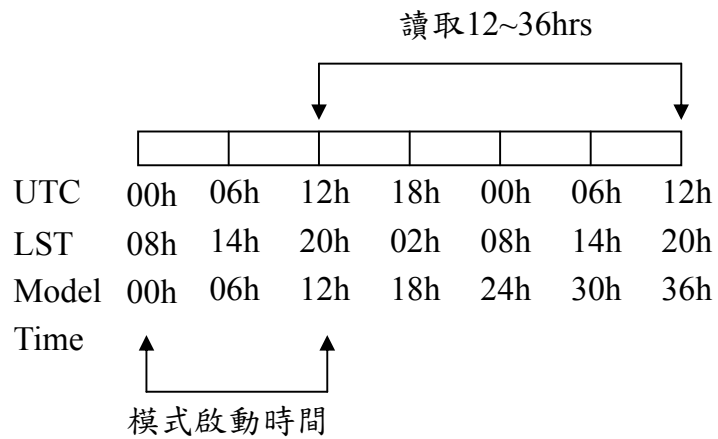 讀取12~36hrs
UTC 00h 06h 12h 18h 00h 06h 12h
LST 08h 14h 20h 02h 08h 14h 20h
Model 00h 06h 12h 18h 24h 30h 36h
Time
模式啟動時間